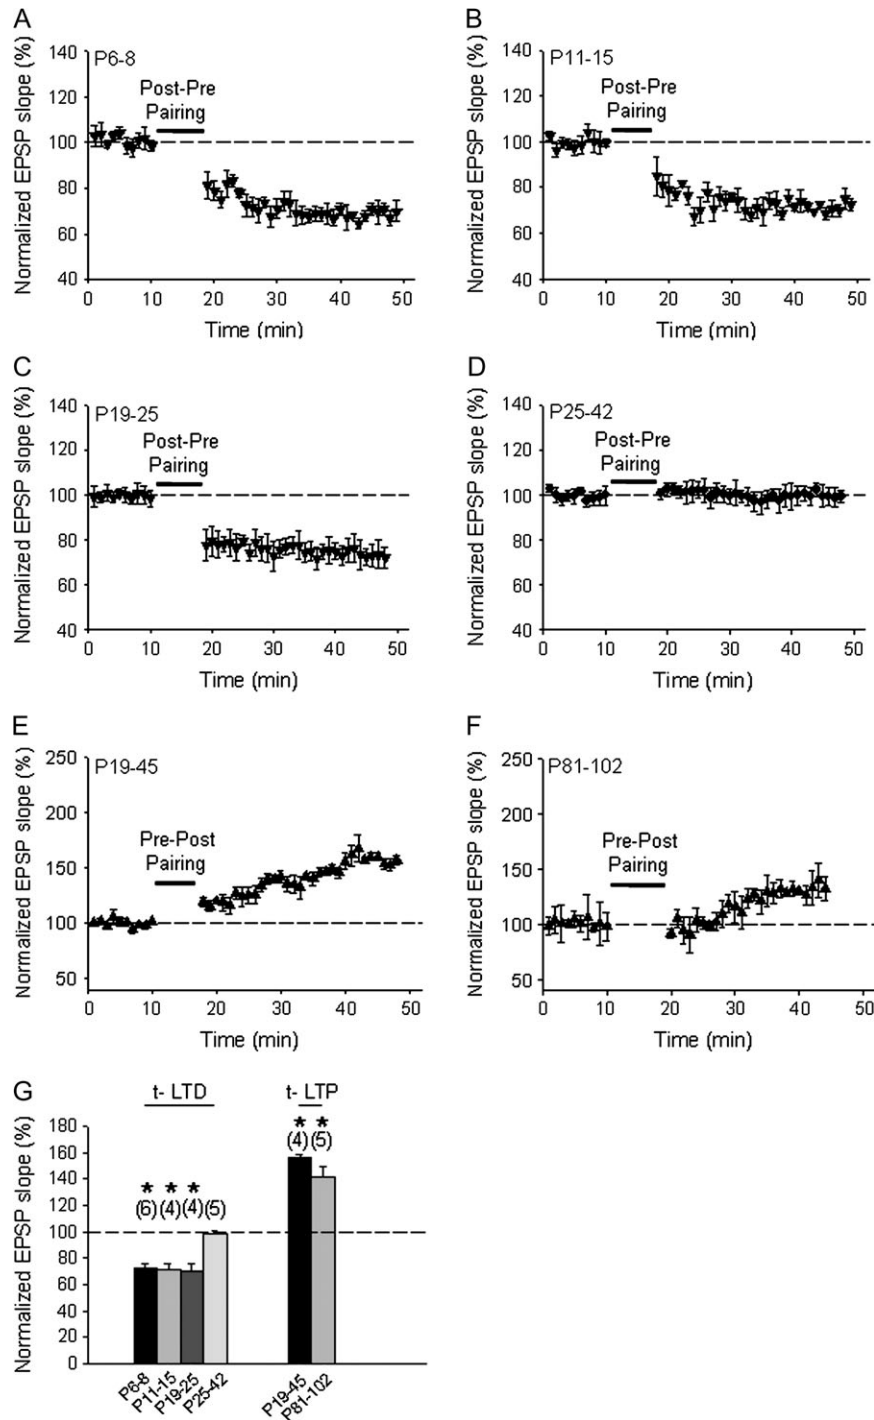 A
Normalized EPSP slope (%)
140
120
100
80
60
40
P6-8
Post-Pre
Pairing
0 10 20 30 40 50
Time (min)
B
Normalized EPSP slope (%)
140
120
100
80
60
40
P11-15
Post-Pre
Pairing
0 10 20 30 40 50
Time (min)
C
Normalized EPSP slope (%)
140
120
100
80
60
40
P19-25
Post-Pre
Pairing
0 10 20 30 40 50
Time (min)
D
Normalized EPSP slope (%)
140
120
100
80
60
40
P25-42
Post-Pre
Pairing
0 10 20 30 40 50
Time (min)
E
Normalized EPSP slope (%)
250
200
150
100
50
P19-45
Pre-Post
Pairing
0 10 20 30 40 50
Time (min)
F
Normalized EPSP slope (%)
250
200
150
100
50
P81-102
Pre-Post
Pairing
0 10 20 30 40 50
Time (min)
G
Normalized EPSP slope (%)
180
160
140
120
100
80
60
40
20
0
t- LTD
* * *
(6) (4) (4) (5)
t- LTP
* *
(4) (5)
P6-8
P11-15
P19-25
P25-42
P19-45
P81-102